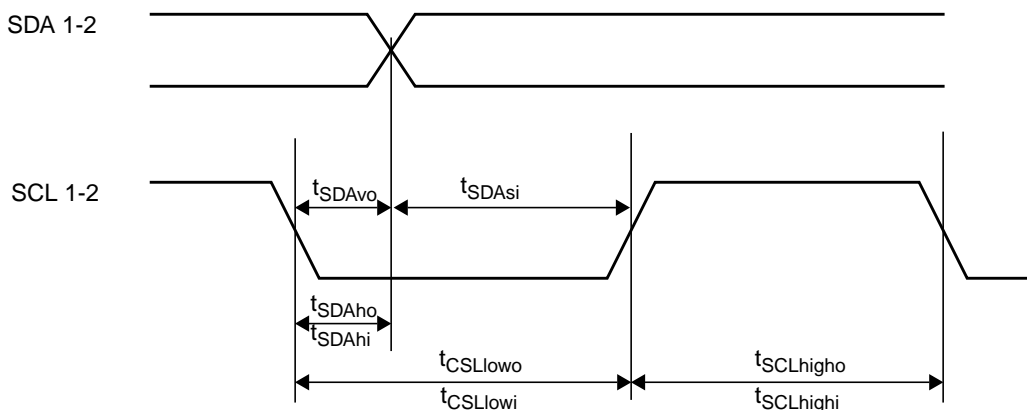 SDA 1-2
SCL 1-2
tSDAvo
tSDAsi
tSDAho
tSDAhi
tCSLlowo
tSCLhigho
tCSLlowi
tSCLhighi